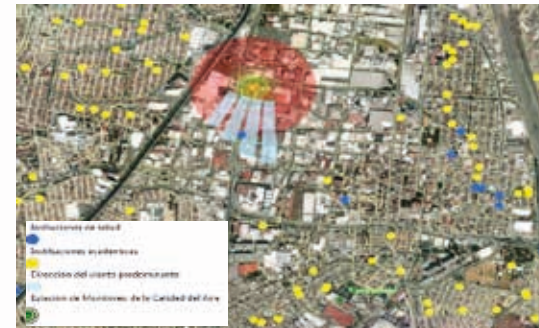 Instituciones de salud
Instituciones académicas
Dirección del viento predominante
Estación de Monitoreo de la Calidad del Aire